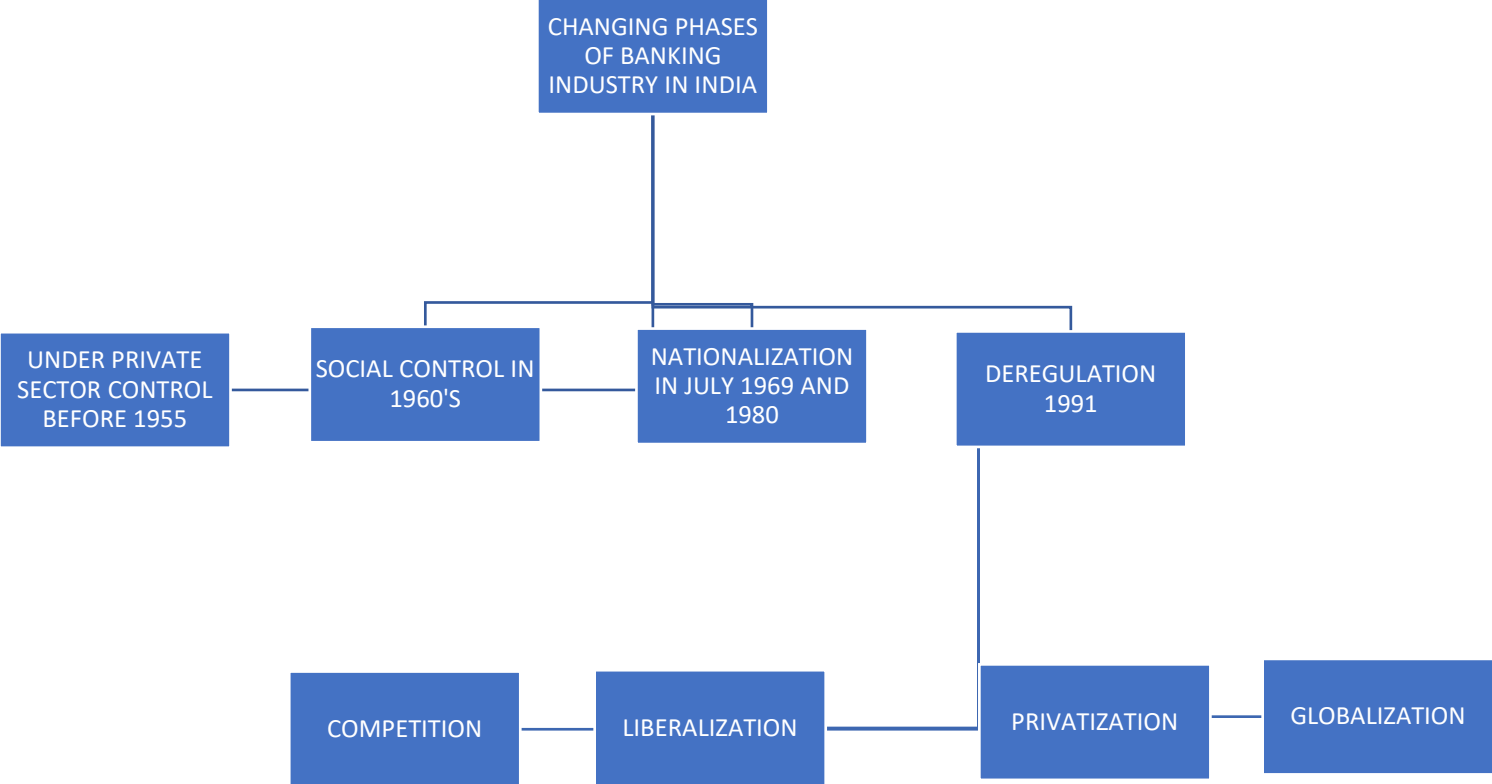 CHANGING PHASES
OF BANKING
INDUSTRY IN INDIA
UNDER PRIVATE
SECTOR CONTROL
BEFORE 1955
SOCIAL CONTROL IN
1960'S
NATIONALIZATION
IN JULY 1969 AND
1980
DEREGULATION
1991
COMPETITION
LIBERALIZATION
PRIVATIZATION
GLOBALIZATION